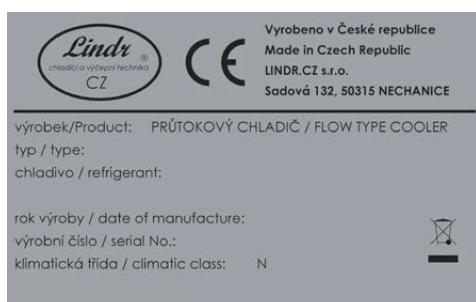 Lindr ®
chladící a výčepní technika
CZ
CE
Vyrobeno v České republice
Made in Czech Republic
LINDR.CZ s.r.o.
Sadová 132, 50315 NECHANICE
výrobek/Product: PRŮTOKOVÝ CHLADIČ / FLOW TYPE COOLER
typ / type:
chladivo / refrigerant:
rok výroby / date of manufacture:
výrobní číslo / serial No.:
klimatická třída / climatic class: N